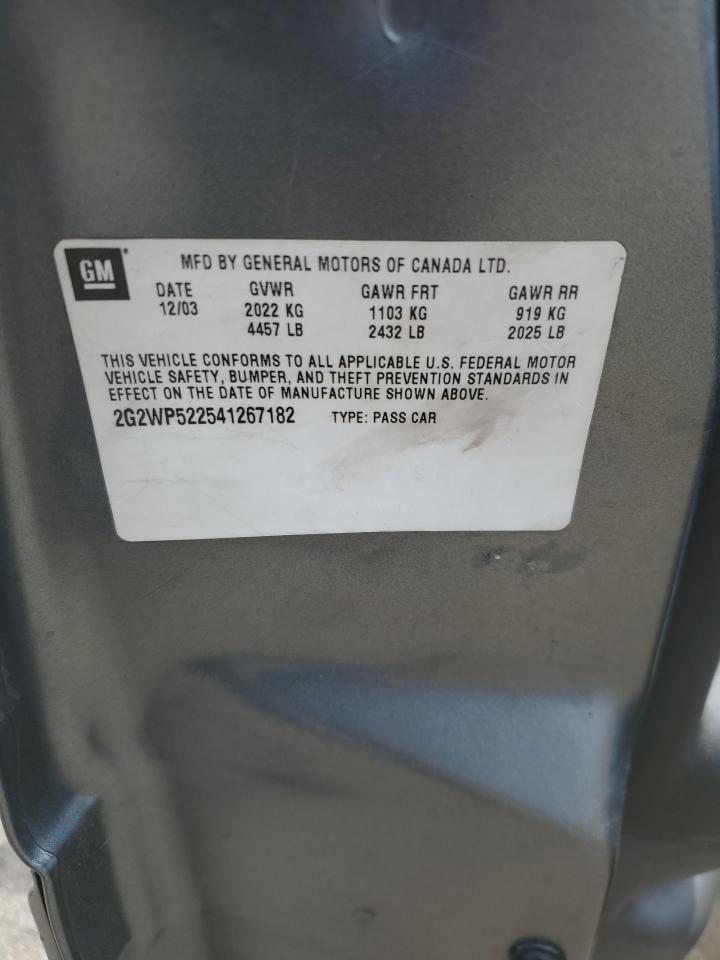 GM
MFD BY GENERAL MOTORS OF CANADA LTD.
DATE GVWR GAWR FRT GAWR RR
12/03 2022 KG 1103 KG 919 KG
4457 LB 2432 LB 2025 LB
THIS VEHICLE CONFORMS TO ALL APPLICABLE U.S. FEDERAL MOTOR
VEHICLE SAFETY, BUMPER, AND THEFT PREVENTION STANDARDS IN
EFFECT ON THE DATE OF MANUFACTURE SHOWN ABOVE.
2G2WP522541267182 TYPE: PASS CAR